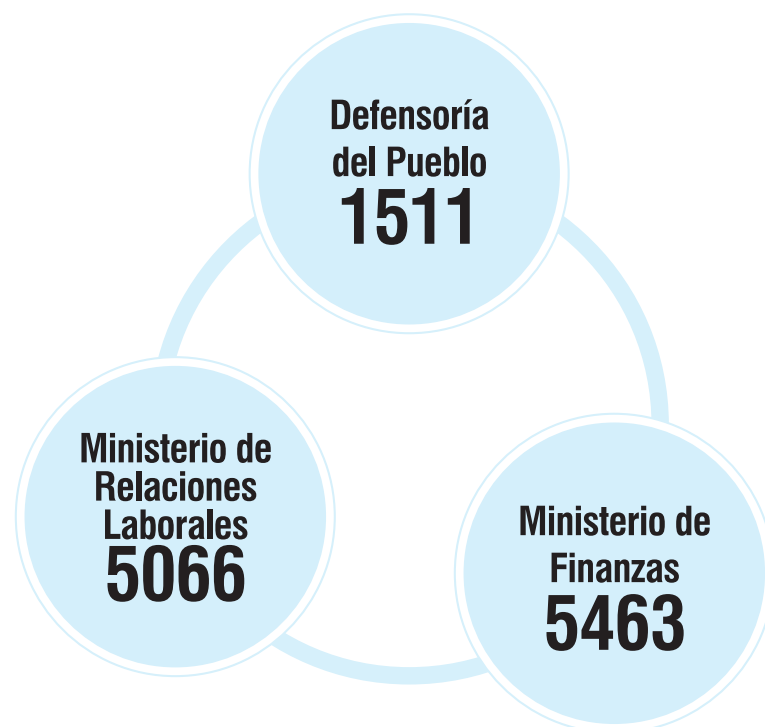 Defensoría
del Pueblo
1511
Ministerio de
Relaciones
Laborales
5066
Ministerio de
Finanzas
5463